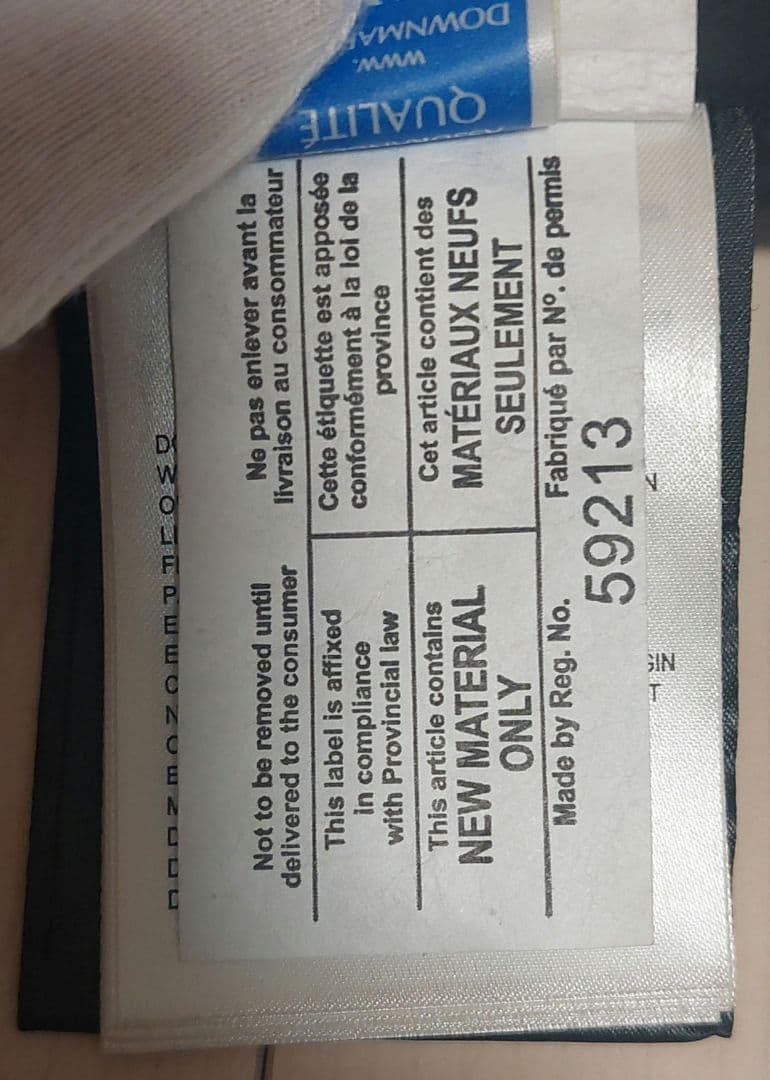 QUALITÉ
WWW.
Not to be removed until
delivered to the consumer
Ne pas enlever avant la
livraison au consommateur
This label is affixed
in compliance
with Provincial law
Cette étiquette est apposée
conformément à la loi de la
province
This article contains
NEW MATERIAL
ONLY
Cet article contient des
MATÉRIAUX NEUFS
SEULEMENT
Made by Reg. No.
Fabriqué par Nº. de permis
59213